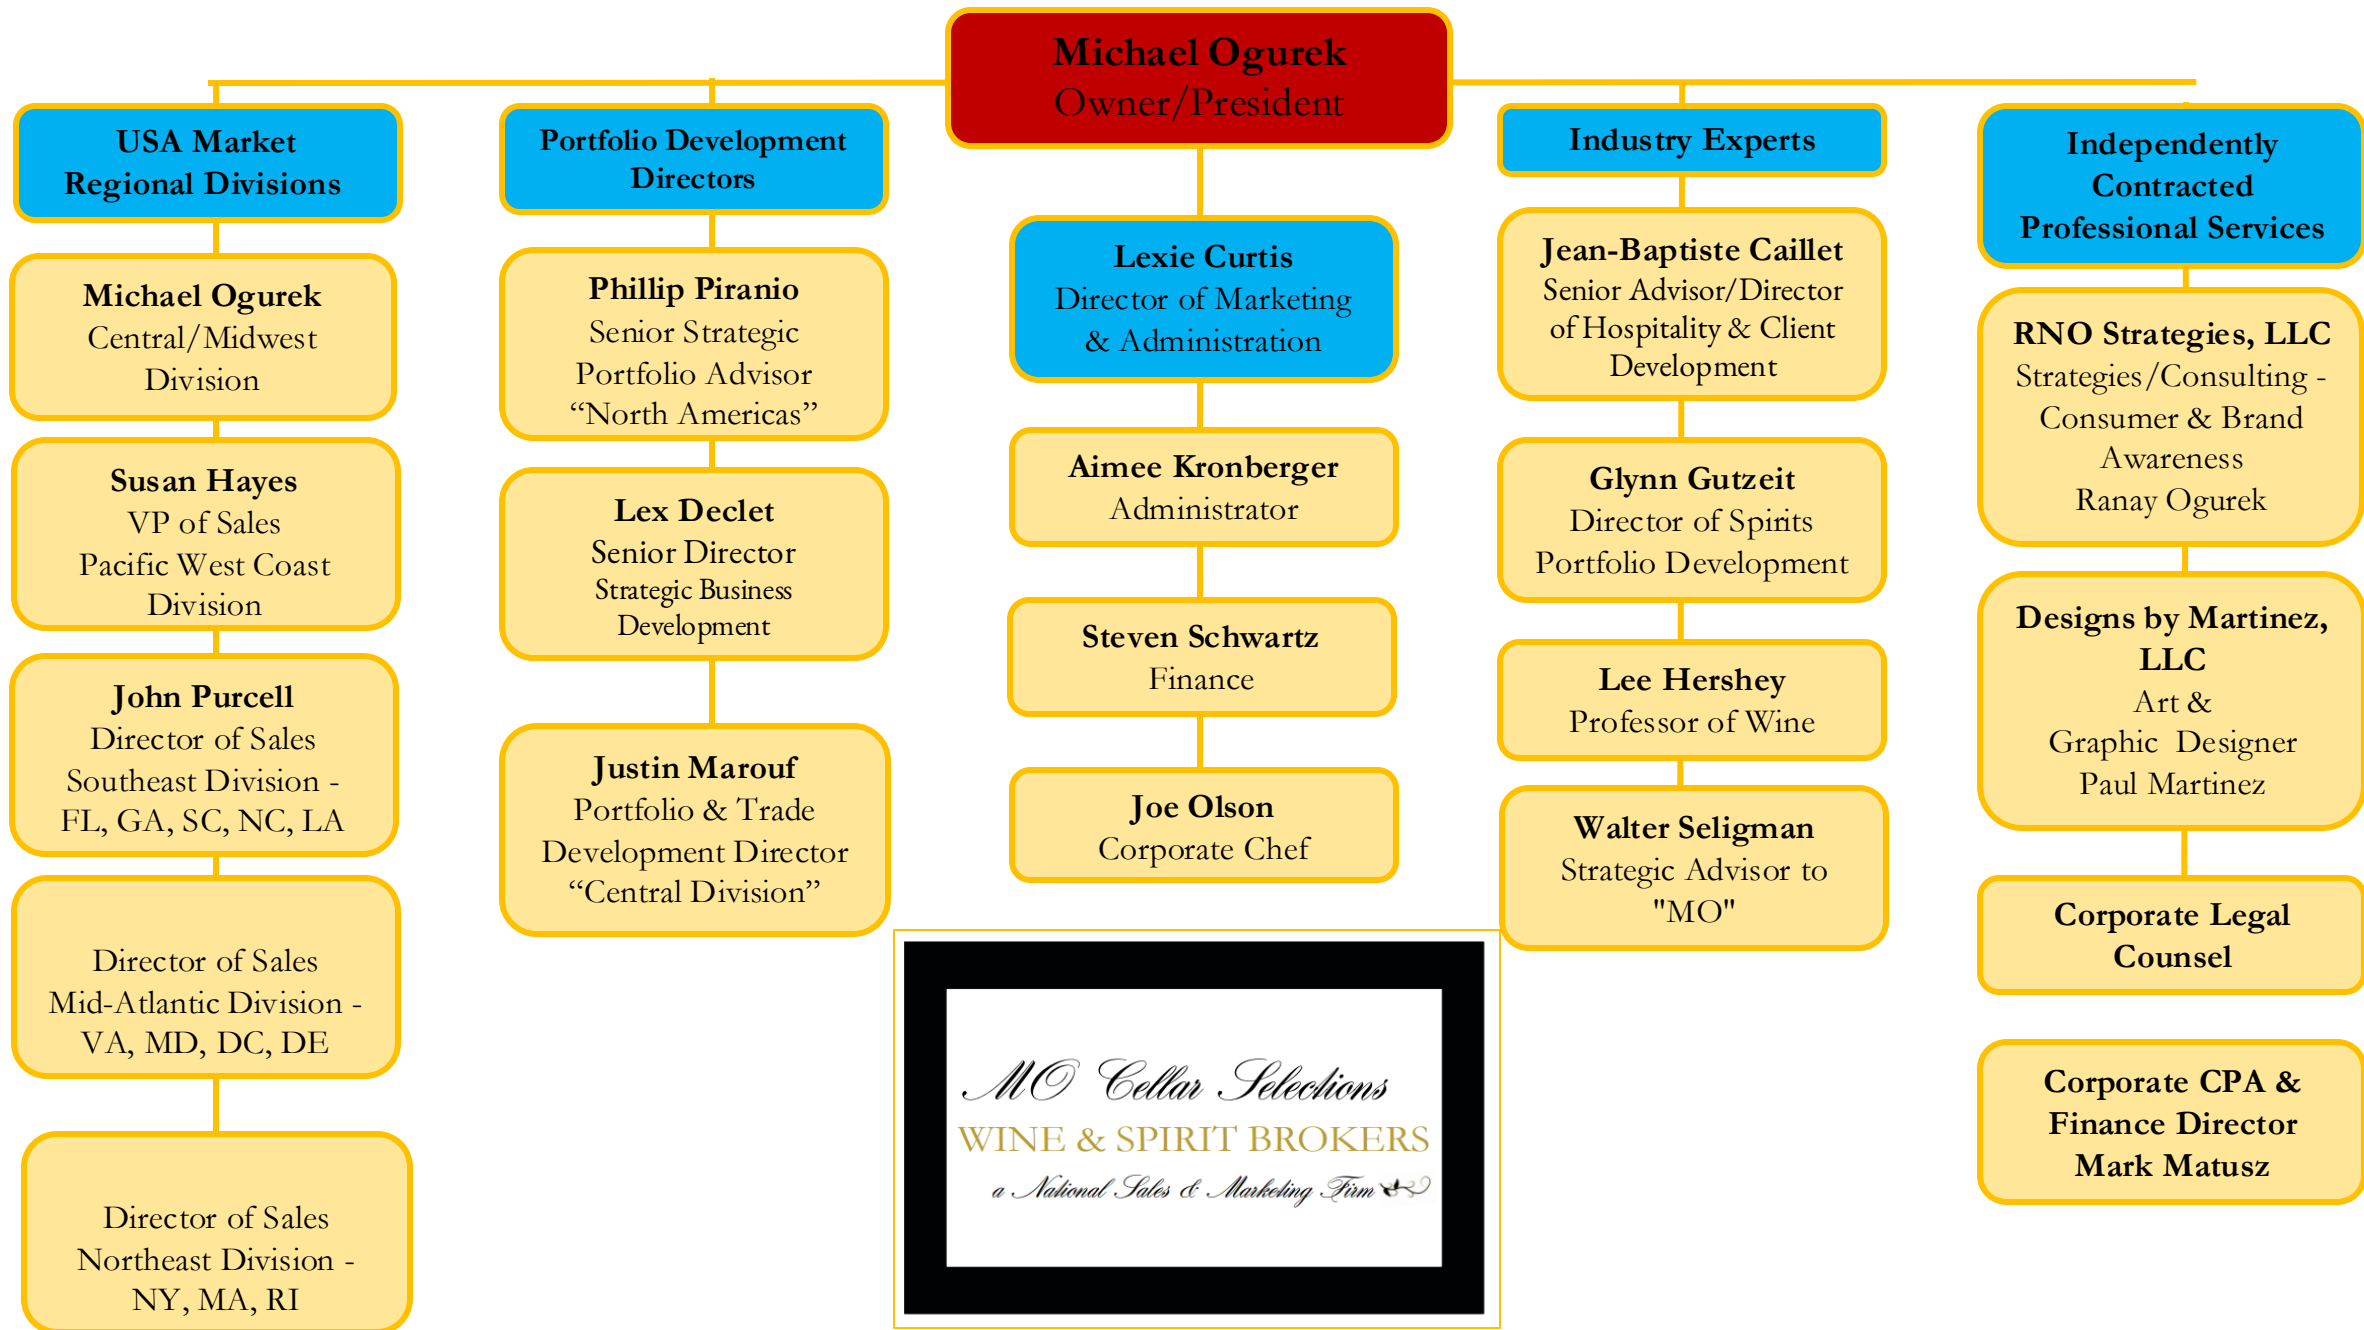 Michael Ogurek
Owner/President
USA Market
Regional Divisions
Michael Ogurek
Central/Midwest
Division
Susan Hayes
VP of Sales
Pacific West Coast
Division
John Purcell
Director of Sales
Southeast Division -
FL, GA, SC, NC, LA
Director of Sales
Mid-Atlantic Division -
VA, MD, DC, DE
Director of Sales
Northeast Division -
NY, MA, RI
Portfolio Development
Directors
Phillip Piranio
Senior Strategic
Portfolio Advisor
“North Americas”
Lex Declet
Senior Director
Strategic Business
Development
Justin Marouf
Portfolio & Trade
Development Director
“Central Division”
Lexie Curtis
Director of Marketing
& Administration
Aimee Kronberger
Administrator
Steven Schwartz
Finance
Joe Olson
Corporate Chef
MO Cellar Selections
WINE & SPIRIT BROKERS
a National Sales & Marketing Firm
Industry Experts
Jean-Baptiste Caillet
Senior Advisor/Director
of Hospitality & Client
Development
Glynn Gutzeit
Director of Spirits
Portfolio Development
Lee Hershey
Professor of Wine
Walter Seligman
Strategic Advisor to
"MO"
Independently
Contracted
Professional Services
RNO Strategies, LLC
Strategies/Consulting -
Consumer & Brand
Awareness
Ranay Ogurek
Designs by Martinez,
LLC
Art &
Graphic  Designer
Paul Martinez
Corporate Legal
Counsel
Corporate CPA &
Finance Director
Mark Matusz